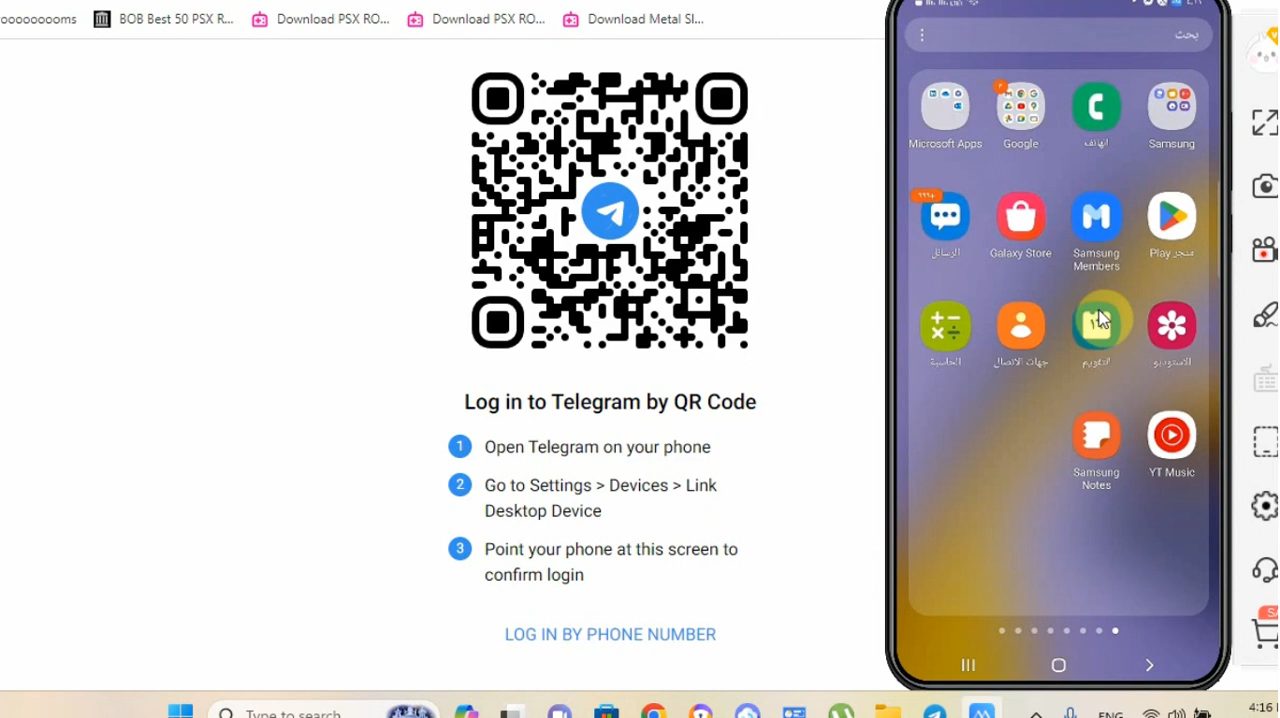 ooooooooms
BOB Best 50 PSX R...
Download PSX RO...
Download PSX RO...
Download Metal Sl...
Log in to Telegram by QR Code
1 Open Telegram on your phone
2 Go to Settings > Devices > Link
Desktop Device
3 Point your phone at this screen to
confirm login
LOG IN BY PHONE NUMBER
بحث
Microsoft Apps
Google
الهاتف
Samsung
+٩٩٩
الرسائل
Galaxy Store
Samsung
Members
متجر Play
الحاسبة
جهات الاتصال
التقويم
الاستوديو
Samsung
Notes
YT Music
Type to search
ENG
4:16